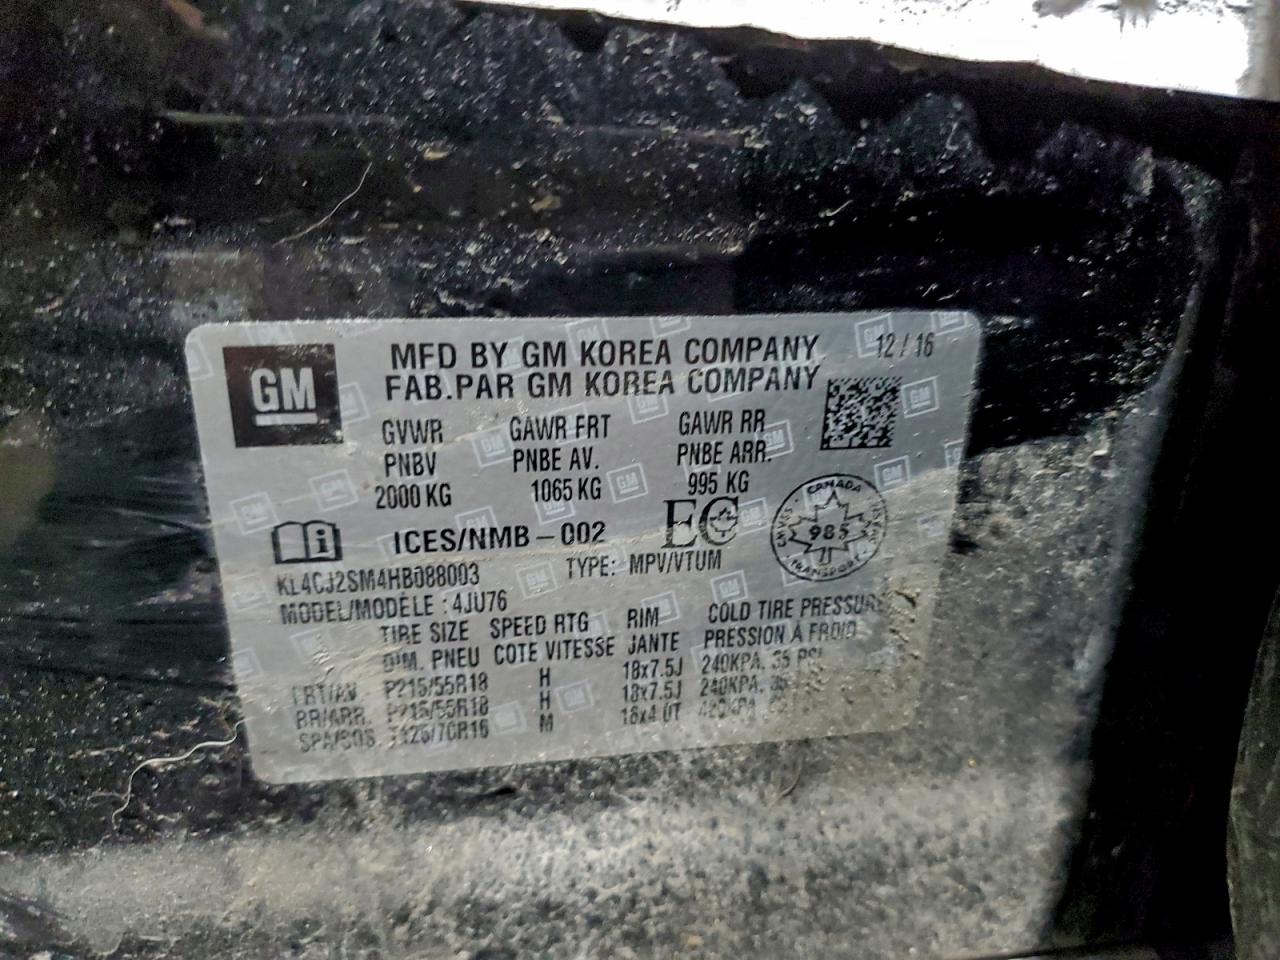 GM
MFD BY GM KOREA COMPANY 12 / 16
FAB.PAR GM KOREA COMPANY
GVWR GAWR FRT GAWR RR
PNBV PNBE AV. PNBE ARR.
2000 KG 1065 KG 995 KG
ICES/NMB-002 EC
CANADA
985
TRANSPORT
KL4CJ2SM4HB088003 TYPE: MPV/VTUM
MODEL/MODÈLE : 4JU76
TIRE SIZE SPEED RTG RIM COLD TIRE PRESSURE
DIM. PNEU COTE VITESSE JANTE PRESSION À FROID
FRT/AV P215/55R18 H 18x7.5J 240KPA. 35 PSI
RR/ARR. P215/55R18 H 18x7.5J 240KPA. 35
SPA/SOS M